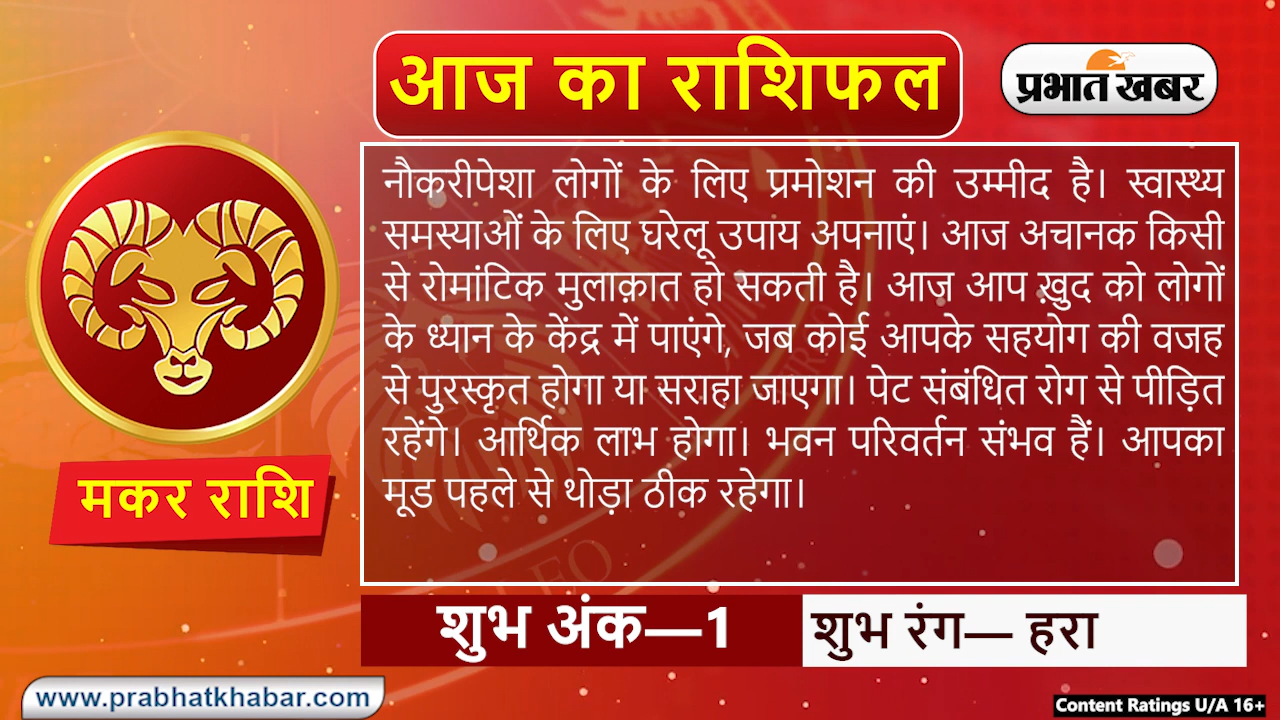 आज का राशिफल
प्रभात खबर
नौकरीपेशा लोगों के लिए प्रमोशन की उम्मीद है। स्वास्थ्य
समस्याओं के लिए घरेलू उपाय अपनाएं। आज अचानक किसी
से रोमांटिक मुलाक़ात हो सकती है। आज आप ख़ुद को लोगों
के ध्यान के केंद्र में पाएंगे, जब कोई आपके सहयोग की वजह
से पुरस्कृत होगा या सराहा जाएगा। पेट संबंधित रोग से पीड़ित
रहेंगे। आर्थिक लाभ होगा। भवन परिवर्तन संभव हैं। आपका
मूड पहले से थोड़ा ठीक रहेगा।
मकर राशि
LEO
शुभ अंक—1
शुभ रंग— हरा
www.prabhatkhabar.com
Content Ratings U/A 16+